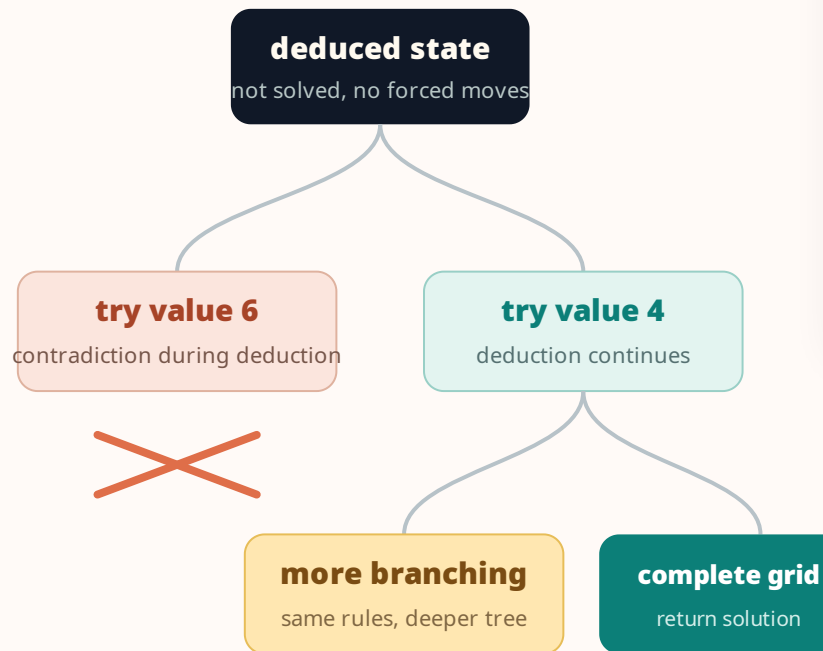 deduced state
not solved, no forced moves
try value 6
contradiction during deduction
try value 4
deduction continues
more branching
same rules, deeper tree
complete grid
return solution